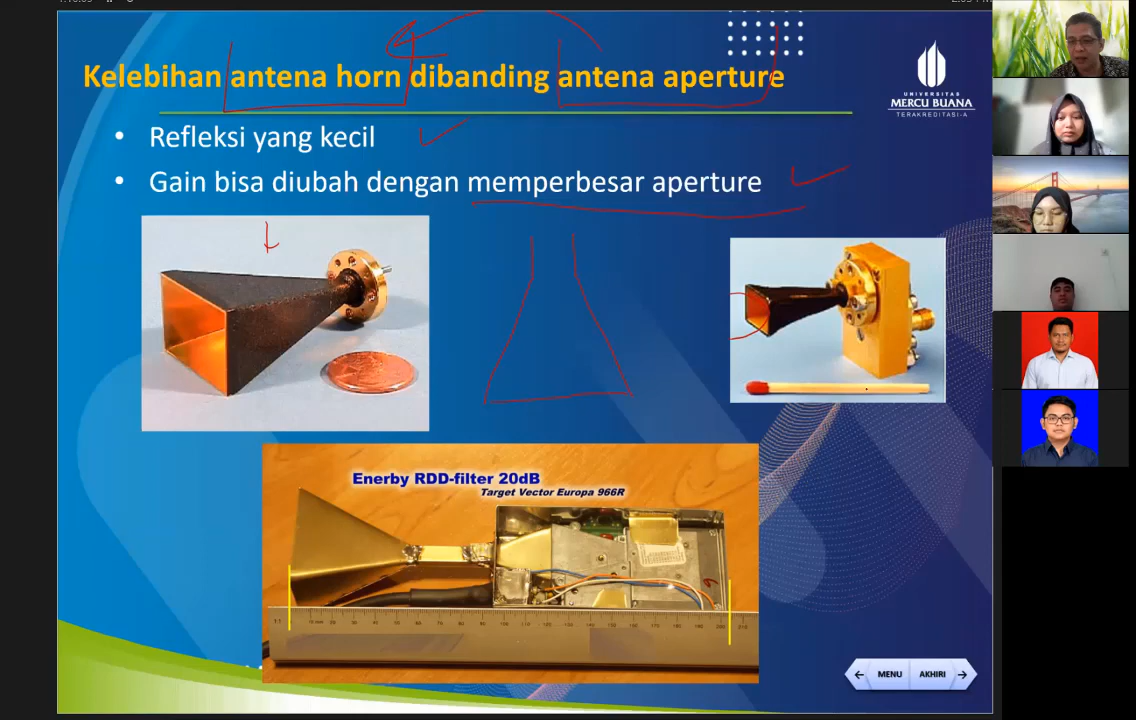 Kelebihan antena horn dibanding antena aperture
UNIVERSITAS
MERCU BUANA
TERAKREDITASI-A
• Refleksi yang kecil
• Gain bisa diubah dengan memperbesar aperture
Enerby RDD-filter 20dB
Target Vector Europa 966R
MENU
AKHIRI